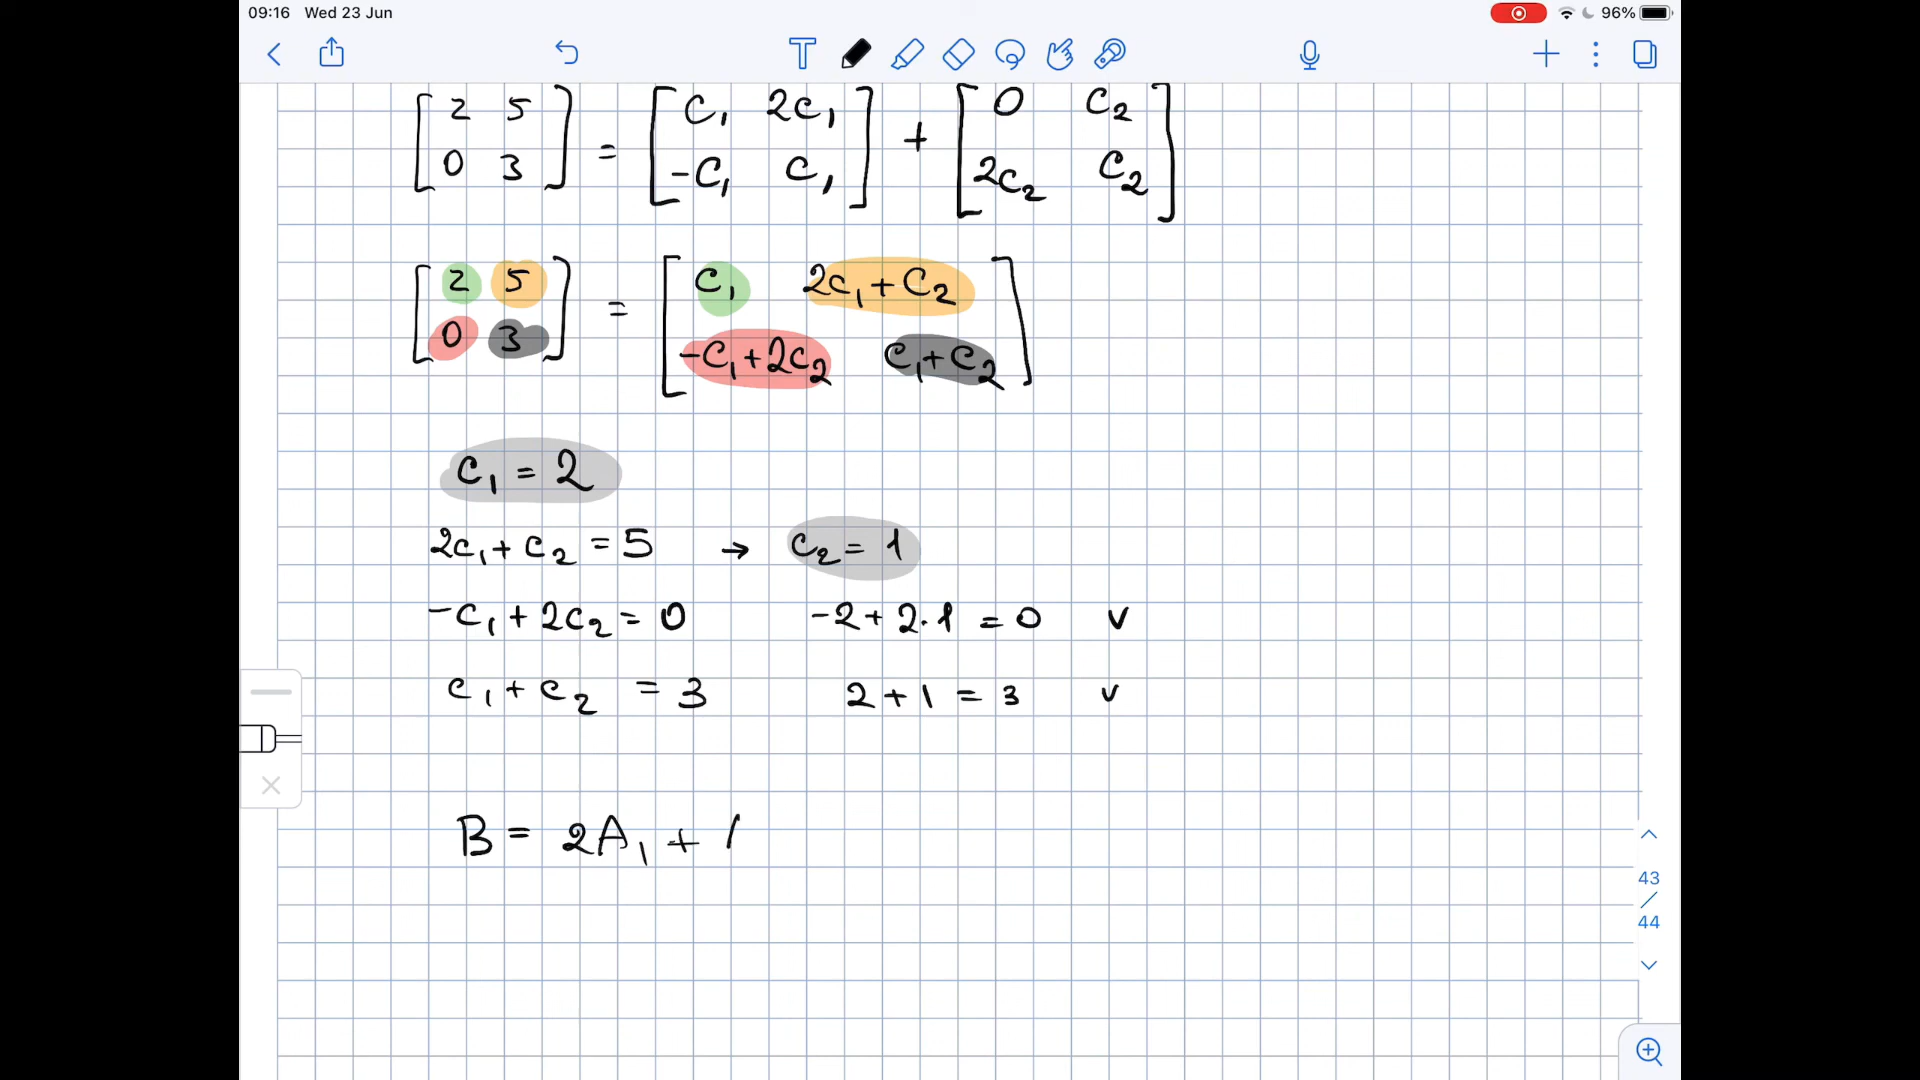 09:16 Wed 23 Jun 96%
[2 5; 0 3] = [C₁ 2C₁; -C₁ C₁] + [0 C₂; 2C₂ C₂]
[2 5; 0 3] = [C₁ 2C₁+C₂; -C₁+2C₂ C₁+C₂]
C₁ = 2
2C₁ + C₂ = 5 → C₂ = 1
-C₁ + 2C₂ = 0 -2 + 2·1 = 0 v
C₁ + C₂ = 3 2 + 1 = 3 v
B = 2A₁ +
43
/
44